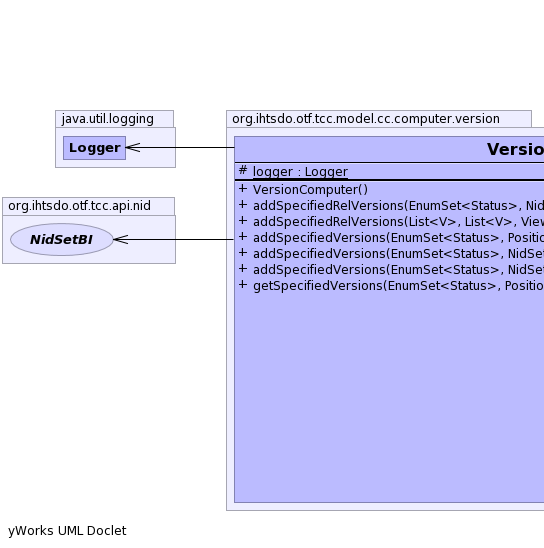 java.util.logging
Logger
org.ihtsdo.otf.tcc.api.nid
NidSetBI
org.ihtsdo.otf.tcc.model.cc.computer.version
Versio
# logger : Logger
+ VersionComputer()
+ addSpecifiedRelVersions(EnumSet<Status>, Nid
+ addSpecifiedRelVersions(List<V>, List<V>, View
+ addSpecifiedVersions(EnumSet<Status>, Positio
+ addSpecifiedVersions(EnumSet<Status>, NidSet
+ addSpecifiedVersions(EnumSet<Status>, NidSet
+ getSpecifiedVersions(EnumSet<Status>, Positio
yWorks UML Doclet